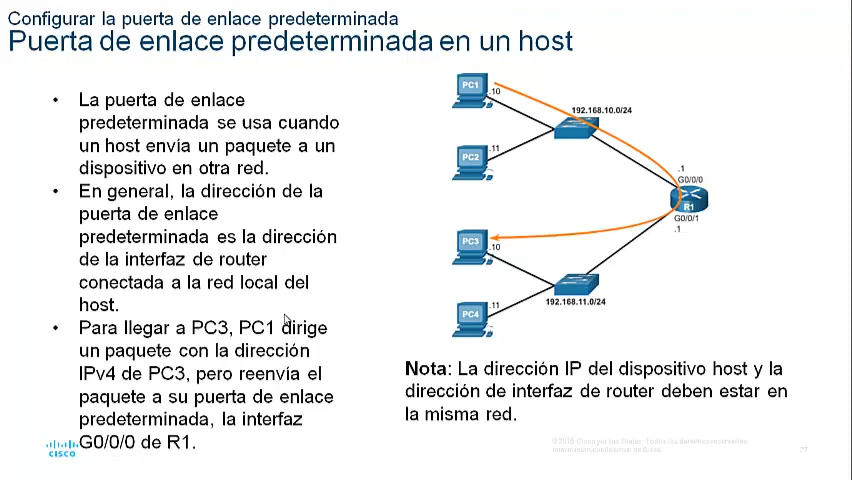 Configurar la puerta de enlace predeterminada
Puerta de enlace predeterminada en un host
• La puerta de enlace
predeterminada se usa cuando
un host envía un paquete a un
dispositivo en otra red.
• En general, la dirección de la
puerta de enlace
predeterminada es la dirección
de la interfaz de router
conectada a la red local del
host.
• Para llegar a PC3, PC1 dirige
un paquete con la dirección
IPv4 de PC3, pero reenvía el
paquete a su puerta de enlace
predeterminada, la interfaz
G0/0/0 de R1.
PC1
.10
192.168.10.0/24
PC2
.11
.1
G0/0/0
R1
G0/0/1
.1
PC3
.10
192.168.11.0/24
PC4
.11
Nota: La dirección IP del dispositivo host y la
dirección de interfaz de router deben estar en
la misma red.
CISCO
27